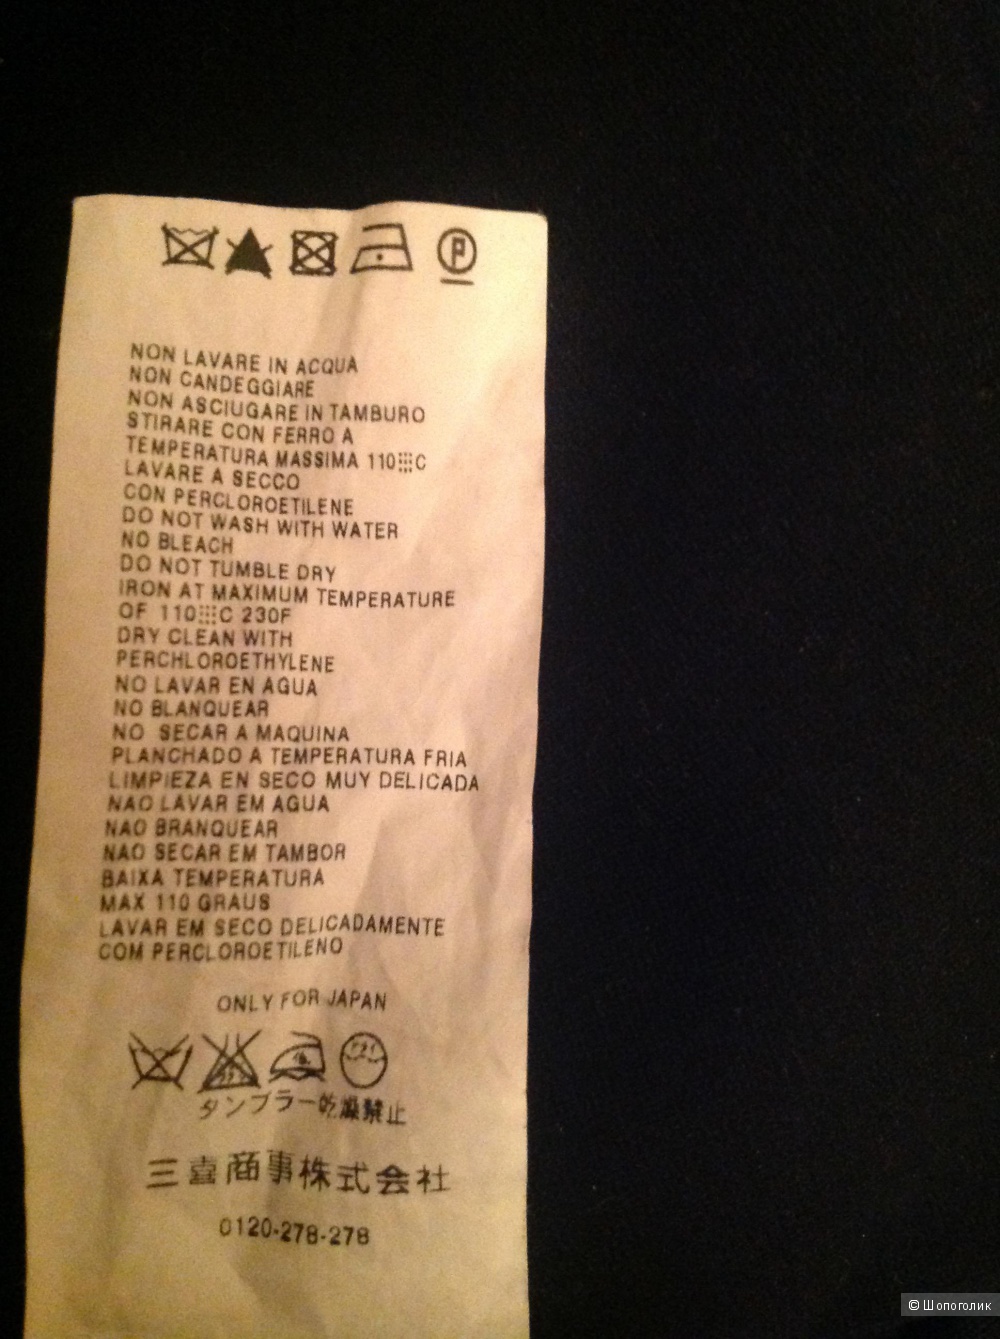 P
NON LAVARE IN ACQUA
NON CANDEGGIARE
NON ASCIUGARE IN TAMBURO
STIRARE CON FERRO A
TEMPERATURA MASSIMA 110 C
LAVARE A SECCO
CON PERCLOROETILENE
DO NOT WASH WITH WATER
NO BLEACH
DO NOT TUMBLE DRY
IRON AT MAXIMUM TEMPERATURE
OF 110 C 230F
DRY CLEAN WITH
PERCHLOROETHYLENE
NO LAVAR EN AGUA
NO BLANQUEAR
NO SECAR A MAQUINA
PLANCHADO A TEMPERATURA FRIA
LIMPIEZA EN SECO MUY DELICADA
NAO LAVAR EM AGUA
NAO BRANQUEAR
NAO SECAR EM TAMBOR
BAIXA TEMPERATURA
MAX 110 GRAUS
LAVAR EM SECO DELICADAMENTE
COM PERCLOROETILENO
ONLY FOR JAPAN
タンブラー乾燥禁止
三喜商事株式会社
0120-278-278
© Шопоголик